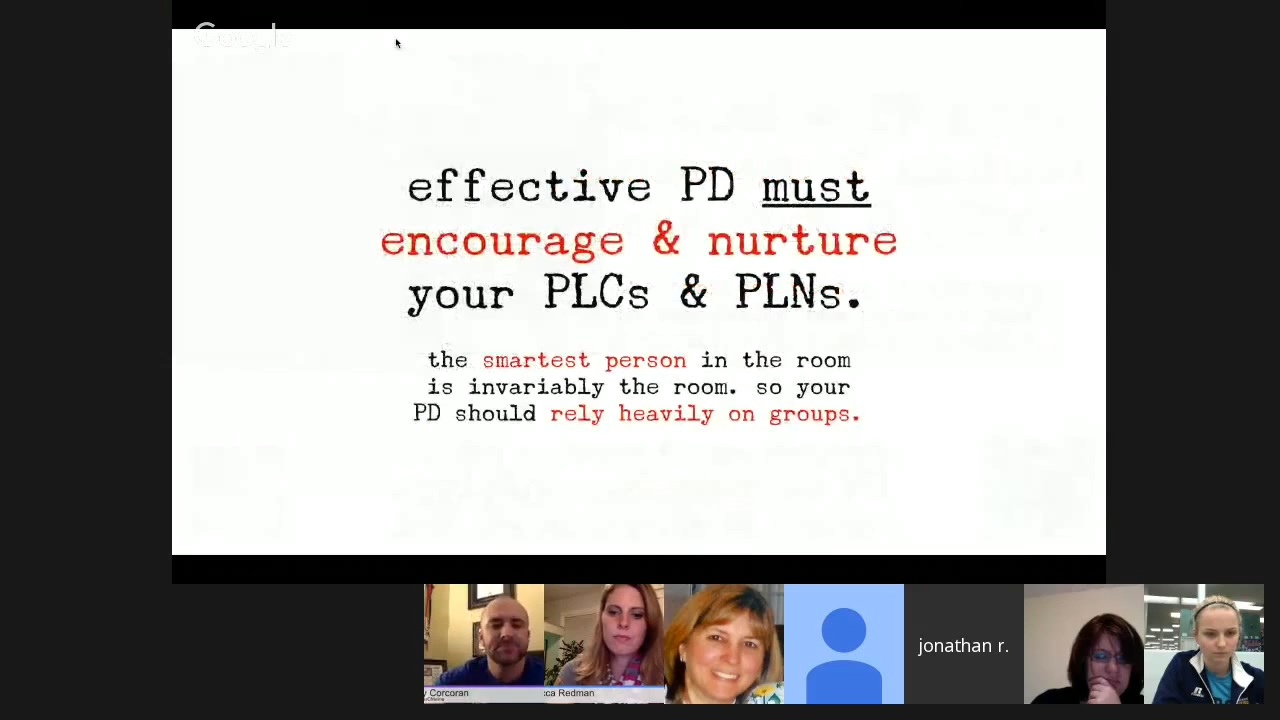 Google
effective PD must
encourage & nurture
your PLCs & PLNs.
the smartest person in the room
is invariably the room. so your
PD should rely heavily on groups.
y Corcoran
cca Redman
jonathan r.